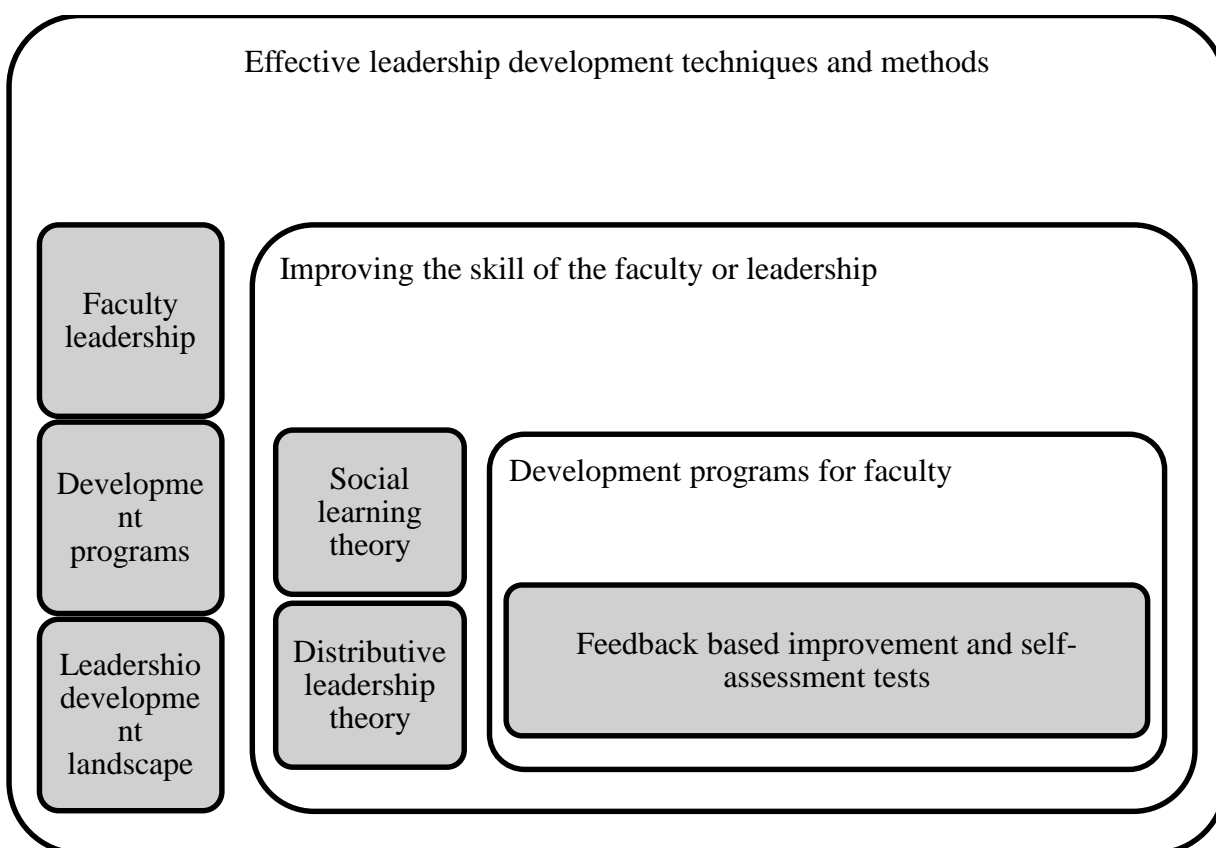 Effective leadership development techniques and methods
Faculty
leadership
Developme
nt
programs
Leadershio
developme
nt
landscape
Improving the skill of the faculty or leadership
Social
learning
theory
Distributive
leadership
theory
Development programs for faculty
Feedback based improvement and self-
assessment tests